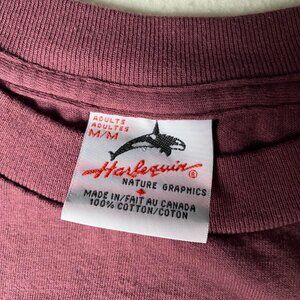 ADULTS
ADULTES
M/M
Harlequin ®
NATURE GRAPHICS
MADE IN/FAIT AU CANADA
100% COTTON/COTON